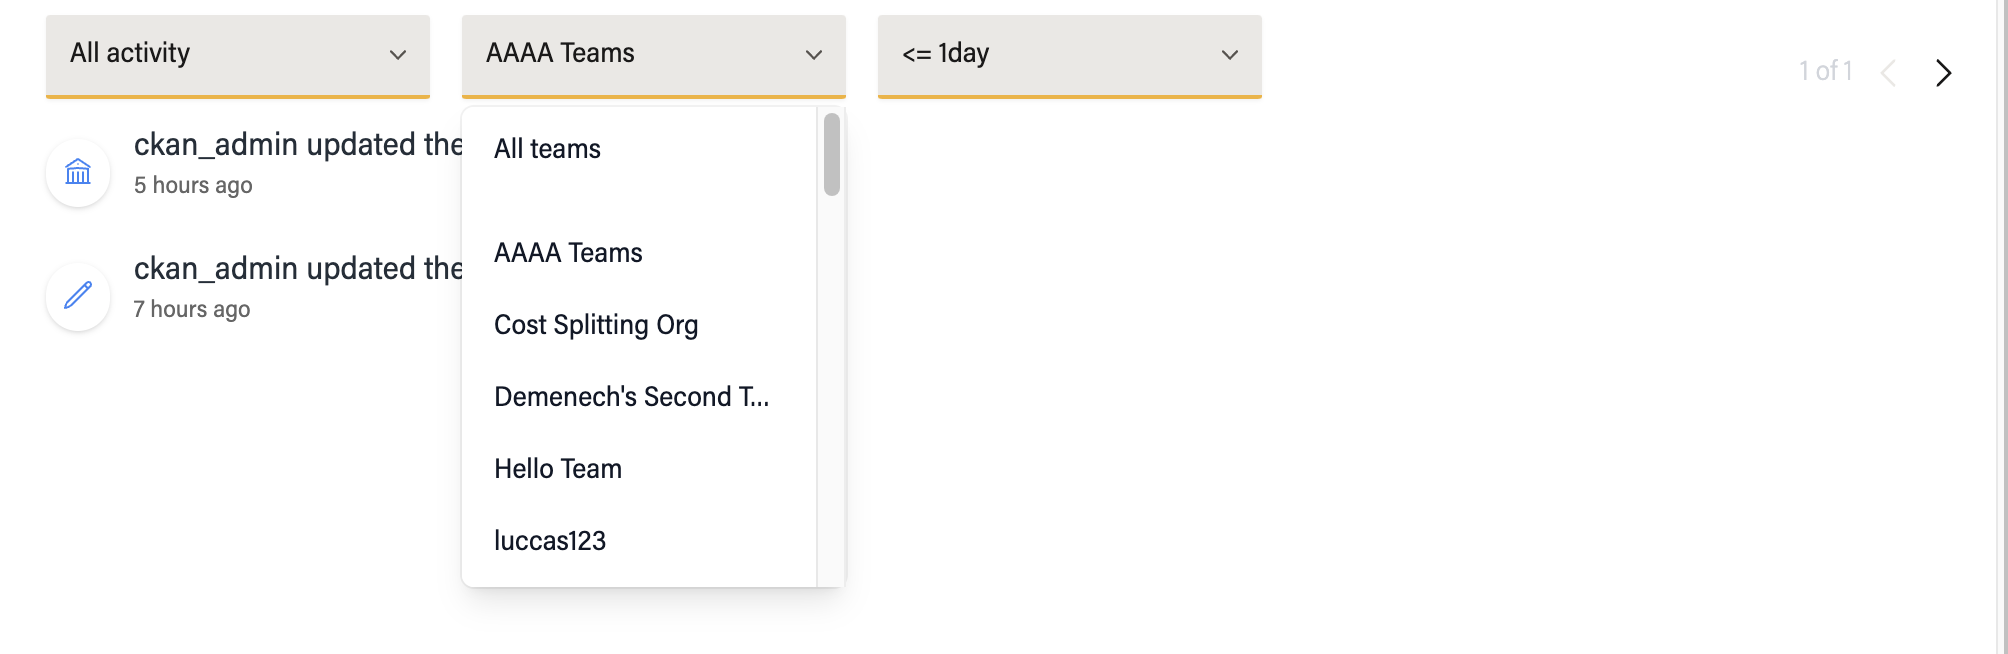 All activity
AAAA Teams
<= 1day
1 of 1
ckan_admin updated the
5 hours ago
ckan_admin updated the
7 hours ago
All teams
AAAA Teams
Cost Splitting Org
Demenech's Second T...
Hello Team
luccas123